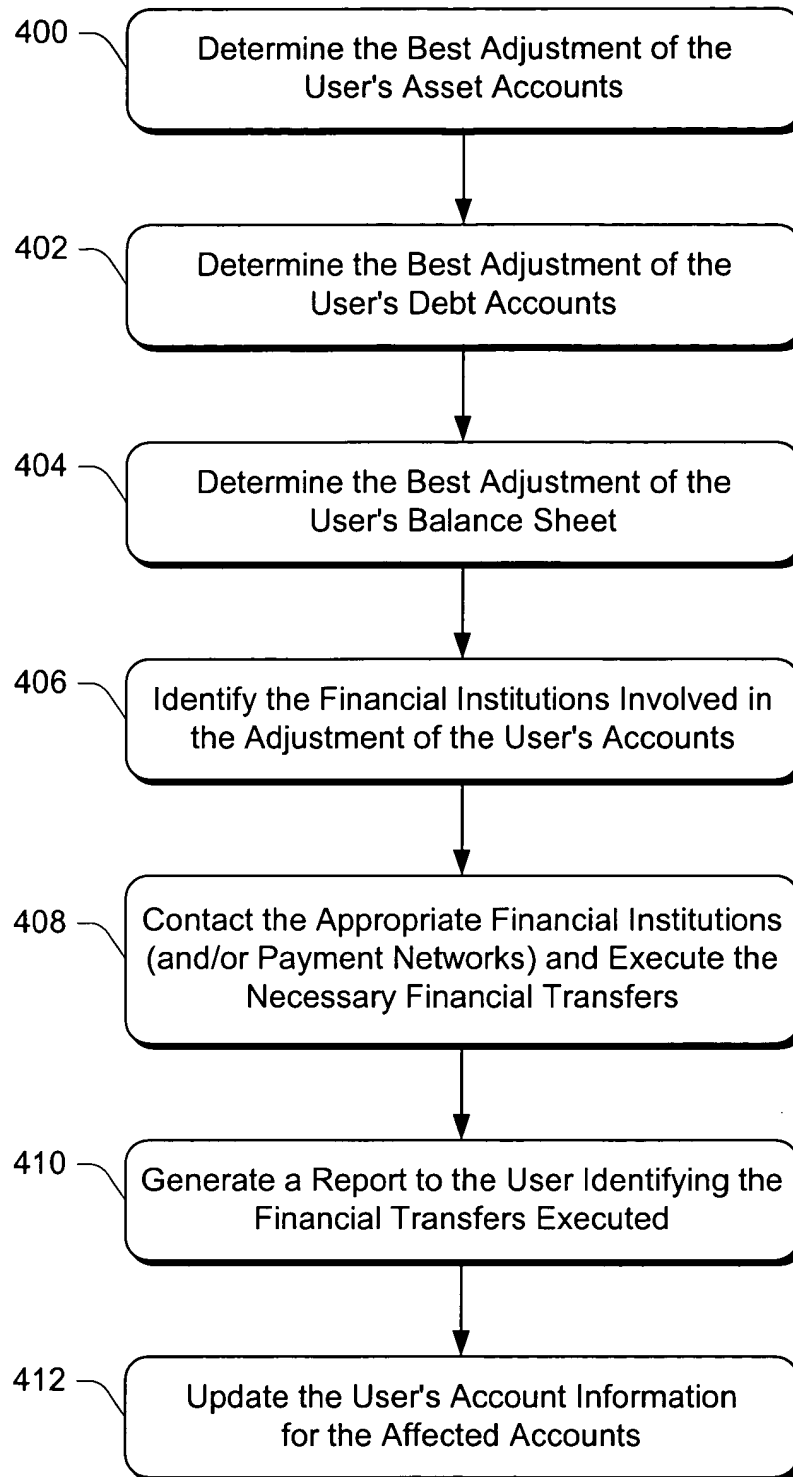 400
Determine the Best Adjustment of the
User's Asset Accounts
402
Determine the Best Adjustment of the
User's Debt Accounts
404
Determine the Best Adjustment of the
User's Balance Sheet
406
Identify the Financial Institutions Involved in
the Adjustment of the User's Accounts
408
Contact the Appropriate Financial Institutions
(and/or Payment Networks) and Execute the
Necessary Financial Transfers
410
Generate a Report to the User Identifying the
Financial Transfers Executed
412
Update the User's Account Information
for the Affected Accounts